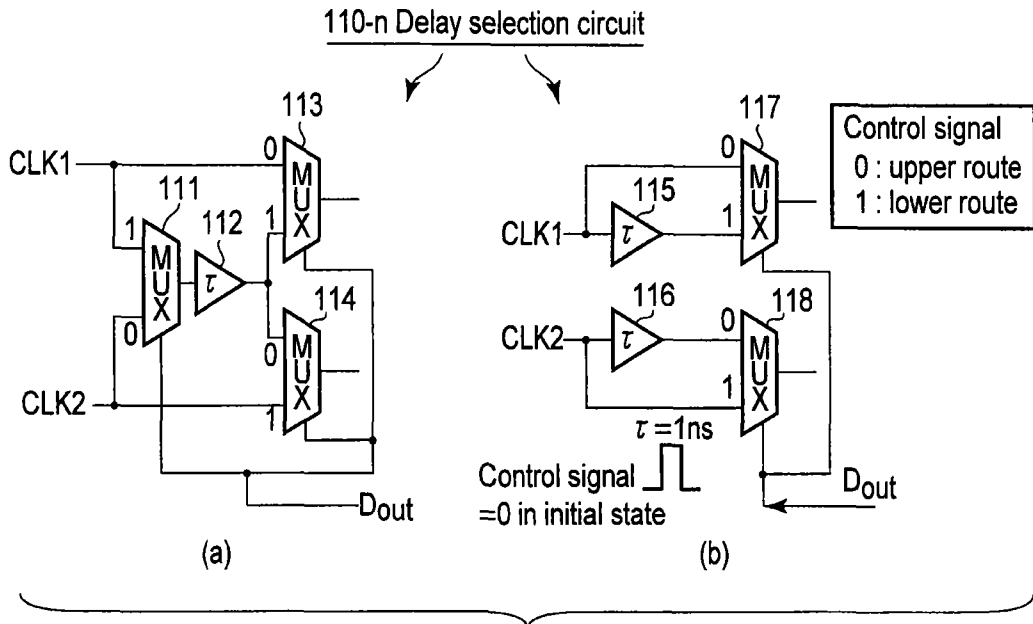 110-n Delay selection circuit
113
CLK1
0
MUX
111
1
MUX
0
112
τ
1
114
0
MUX
1
CLK2
Dout
(a)
117
0
MUX
1
115
τ
CLK1
116
τ
CLK2
118
0
MUX
1
τ =1ns
Control signal
=0 in initial state
Dout
(b)
Control signal
0 : upper route
1 : lower route